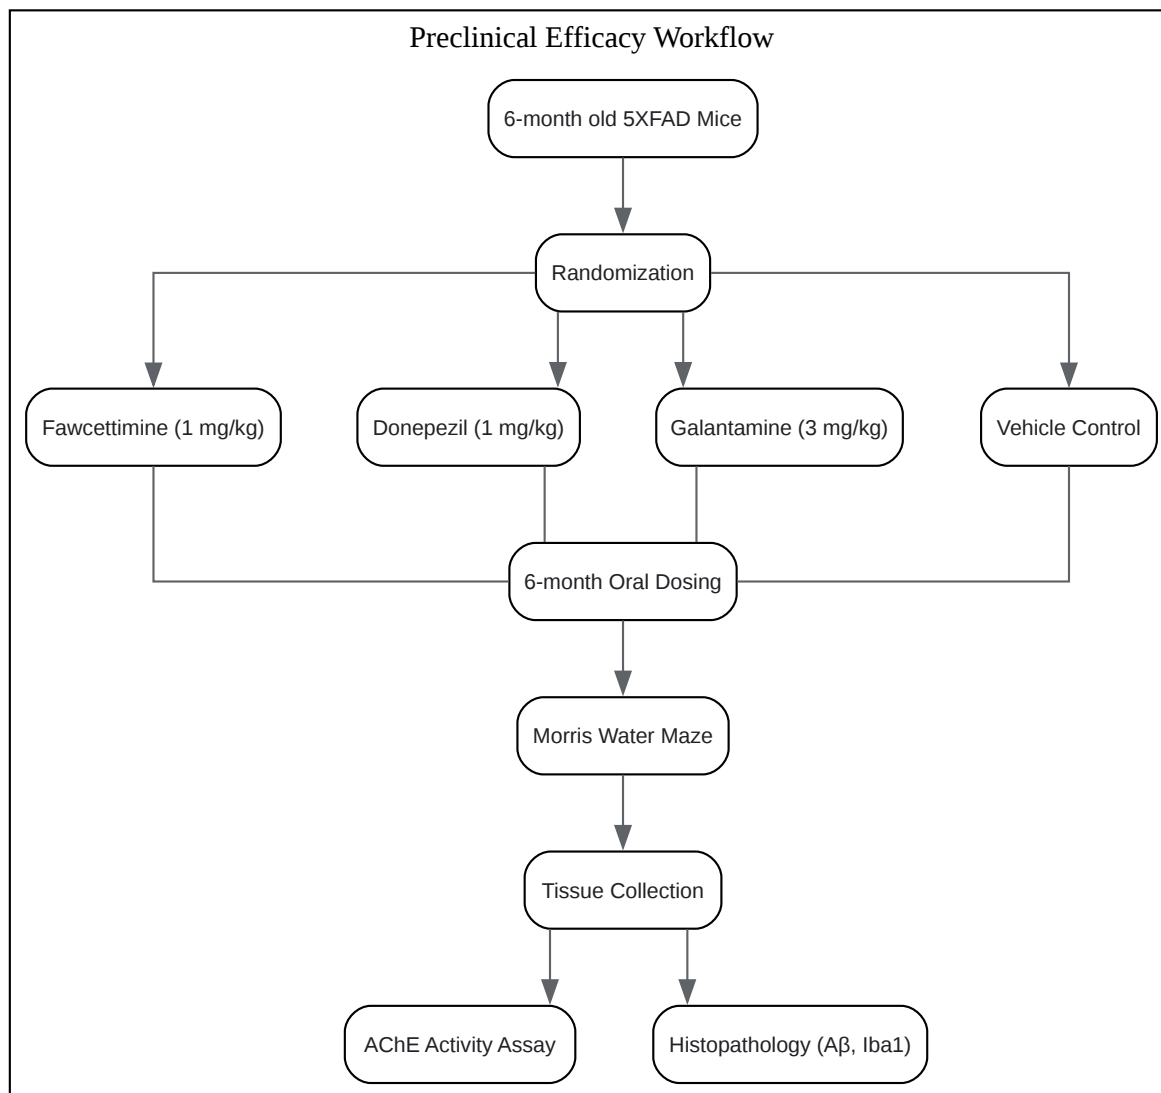 Preclinical Efficacy Workflow
6-month old 5XFAD Mice
Randomization
Fawcettimine (1 mg/kg)
Donepezil (1 mg/kg)
Galantamine (3 mg/kg)
Vehicle Control
6-month Oral Dosing
Morris Water Maze
Tissue Collection
AChE Activity Assay
Histopathology (Aβ, Iba1)